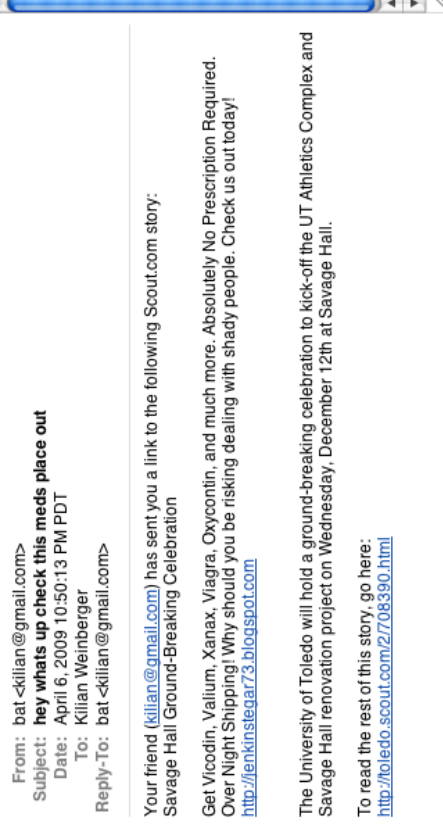 From: bat <kilian@gmail.com>
Subject: hey whats up check this meds place out
Date: April 6, 2009 10:50:13 PM PDT
To: Kilian Weinberger
Reply-To: bat <kilian@gmail.com>
Your friend (kilian@gmail.com) has sent you a link to the following Scout.com story:
Savage Hall Ground-Breaking Celebration
Get Vicodin, Valium, Xanax, Viagra, Oxycontin, and much more. Absolutely No Prescription Required.
Over Night Shipping! Why should you be risking dealing with shady people. Check us out today!
http://jenkinstegar73.blogspot.com
The University of Toledo will hold a ground-breaking celebration to kick-off the UT Athletics Complex and
Savage Hall renovation project on Wednesday, December 12th at Savage Hall.
To read the rest of this story, go here:
http://toledo.scout.com/2/708390.html